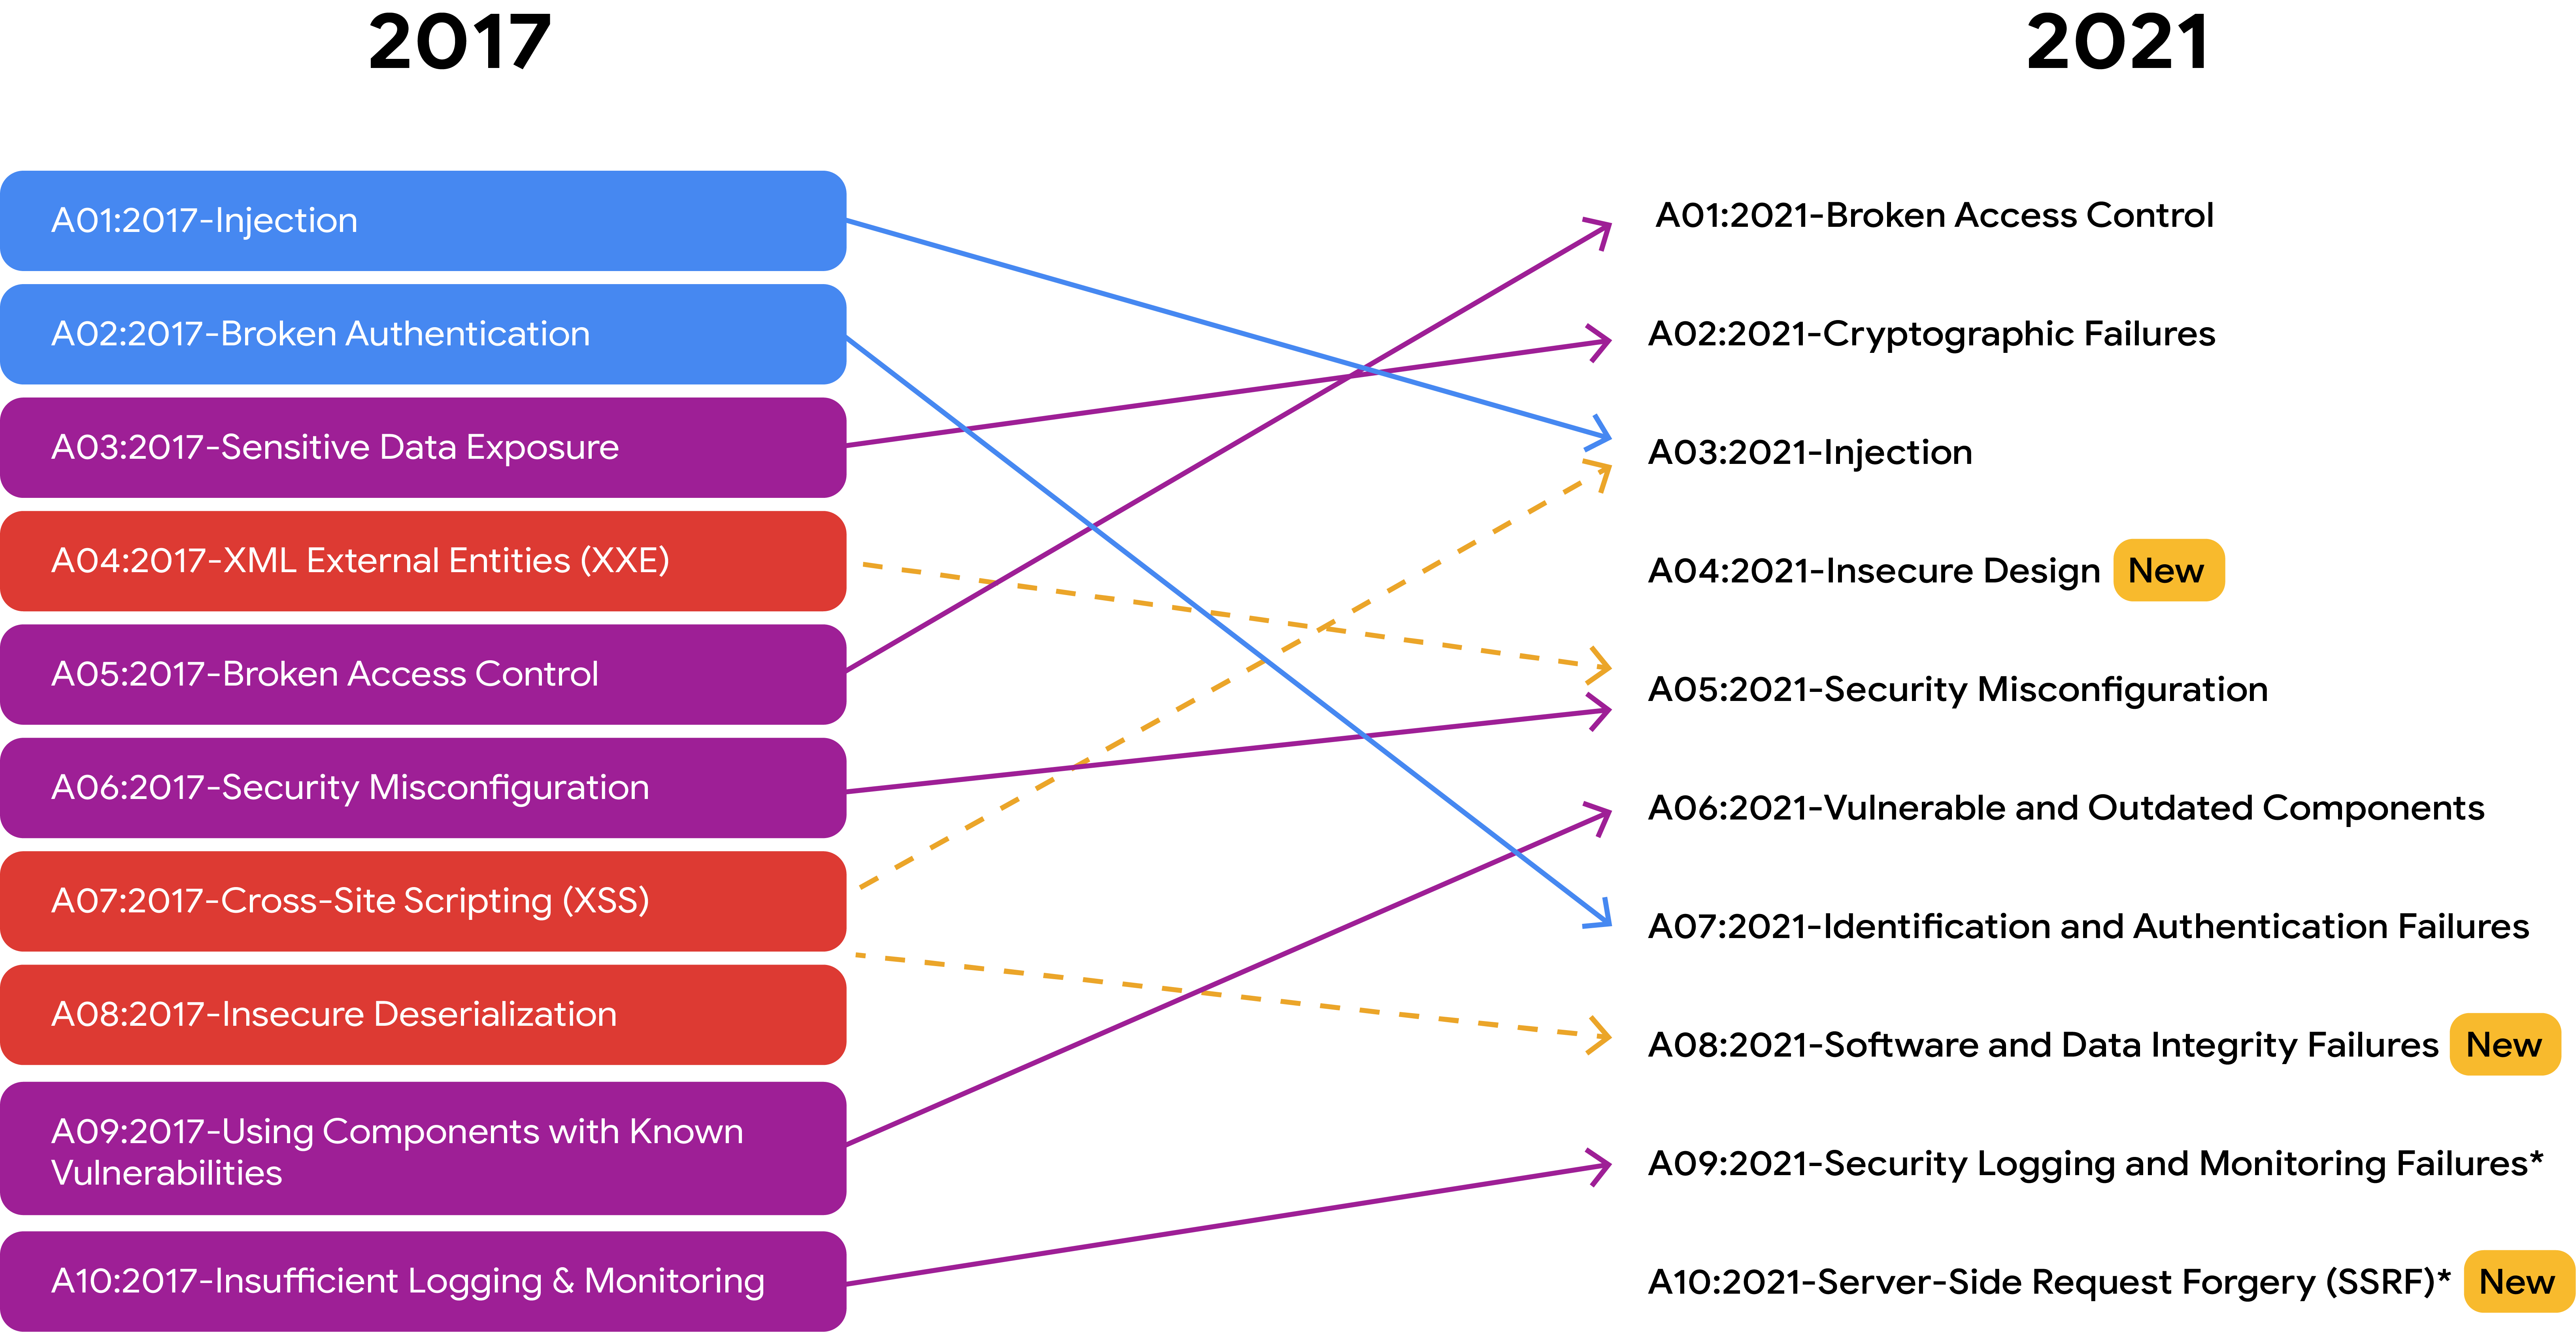 2017
2021
A01:2017-Injection
A02:2017-Broken Authentication
A03:2017-Sensitive Data Exposure
A04:2017-XML External Entities (XXE)
A05:2017-Broken Access Control
A06:2017-Security Misconfiguration
A07:2017-Cross-Site Scripting (XSS)
A08:2017-Insecure Deserialization
A09:2017-Using Components with Known
Vulnerabilities
A10:2017-Insufficient Logging & Monitoring
A01:2021-Broken Access Control
A02:2021-Cryptographic Failures
A03:2021-Injection
A04:2021-Insecure Design New
A05:2021-Security Misconfiguration
A06:2021-Vulnerable and Outdated Components
A07:2021-Identification and Authentication Failures
A08:2021-Software and Data Integrity Failures New
A09:2021-Security Logging and Monitoring Failures*
A10:2021-Server-Side Request Forgery (SSRF)* New